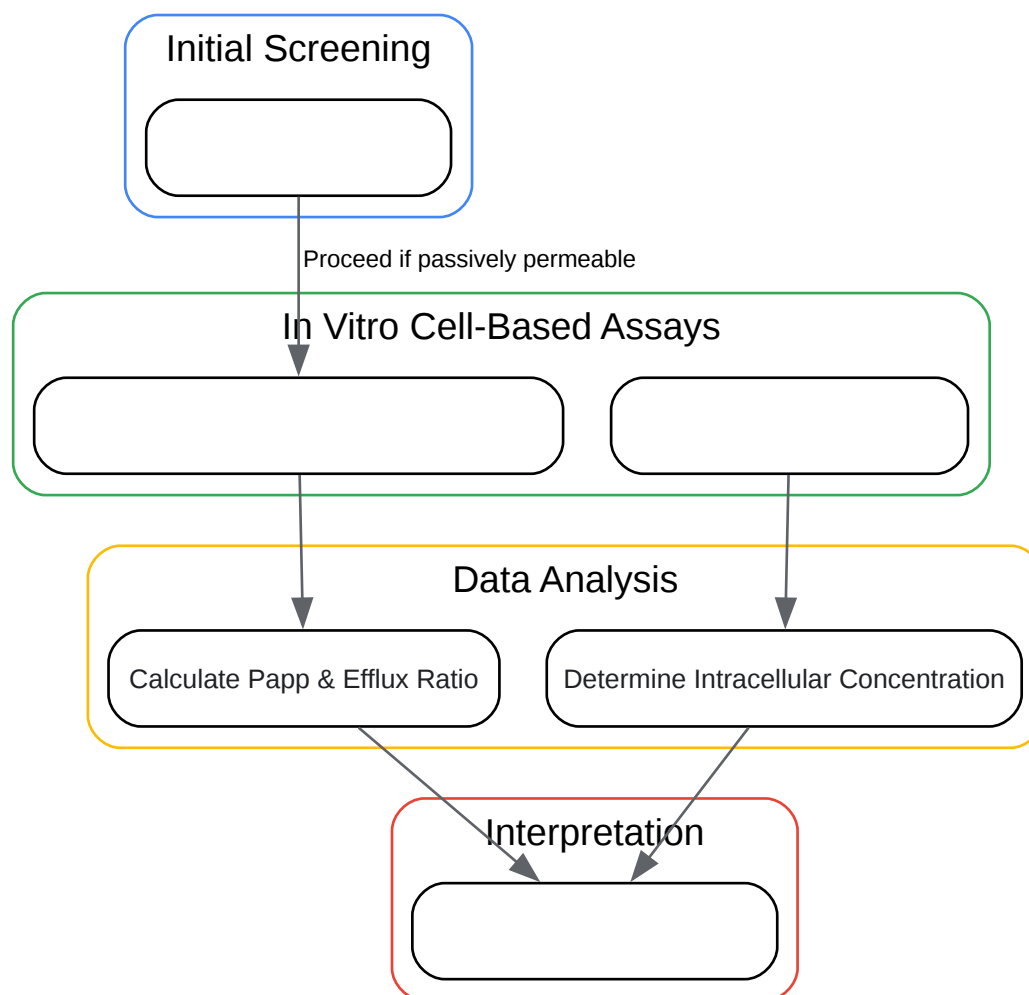 Initial Screening
Proceed if passively permeable
In Vitro Cell-Based Assays
Data Analysis
Calculate Papp & Efflux Ratio
Determine Intracellular Concentration
Interpretation